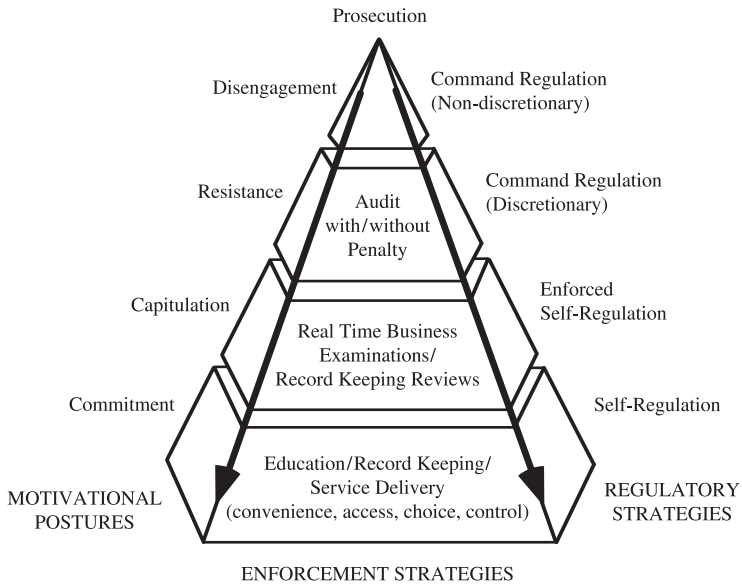 Prosecution
Disengagement
Command Regulation
(Non-discretionary)
Resistance
Audit
with/without
Penalty
Command Regulation
(Discretionary)
Capitulation
Real Time Business
Examinations/
Record Keeping Reviews
Enforced
Self-Regulation
Commitment
Education/Record Keeping/
Service Delivery
(convenience, access, choice, control)
Self-Regulation
MOTIVATIONAL
POSTURES
REGULATORY
STRATEGIES
ENFORCEMENT STRATEGIES